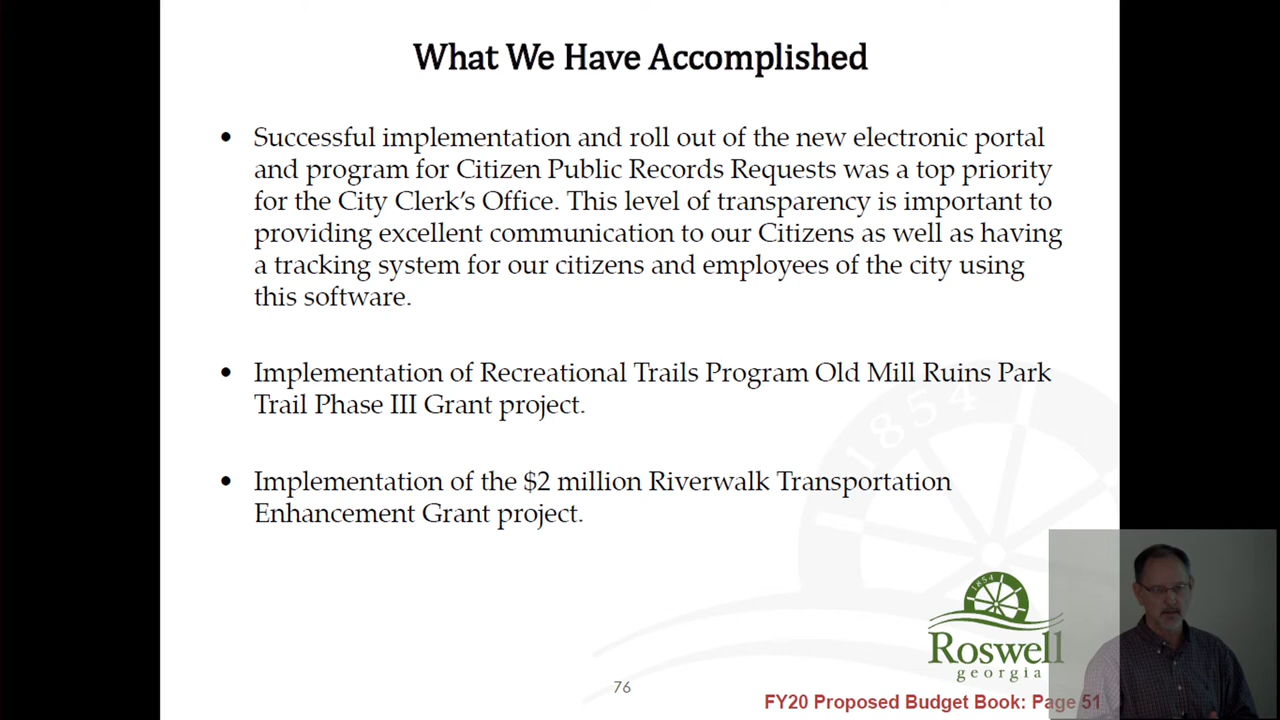 What We Have Accomplished
• Successful implementation and roll out of the new electronic portal
and program for Citizen Public Records Requests was a top priority
for the City Clerk's Office. This level of transparency is important to
providing excellent communication to our Citizens as well as having
a tracking system for our citizens and employees of the city using
this software.
• Implementation of Recreational Trails Program Old Mill Ruins Park
Trail Phase III Grant project.
• Implementation of the $2 million Riverwalk Transportation
Enhancement Grant project.
1854
1854
Roswell
georgia
76
FY20 Proposed Budget Book: Page 51